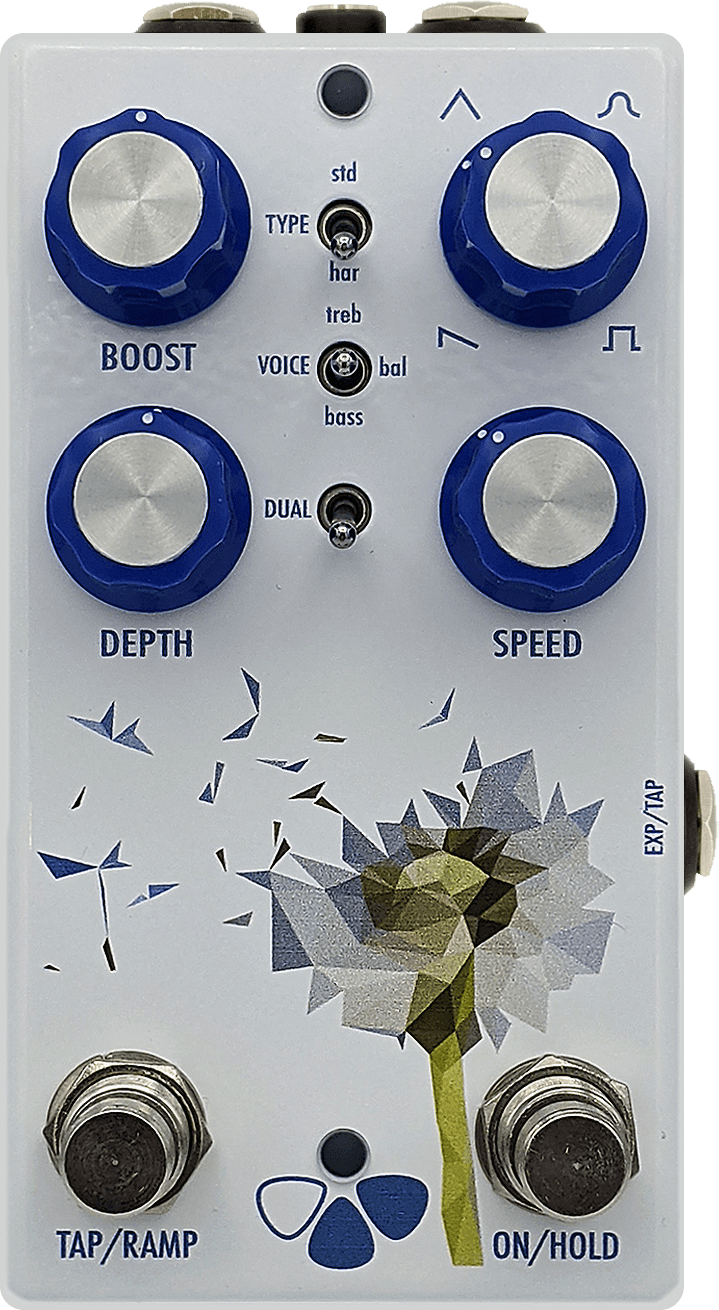 std
TYPE
har
treb
BOOST
VOICE
bal
bass
DUAL
DEPTH
SPEED
EXP/TAP
TAP/RAMP
ON/HOLD